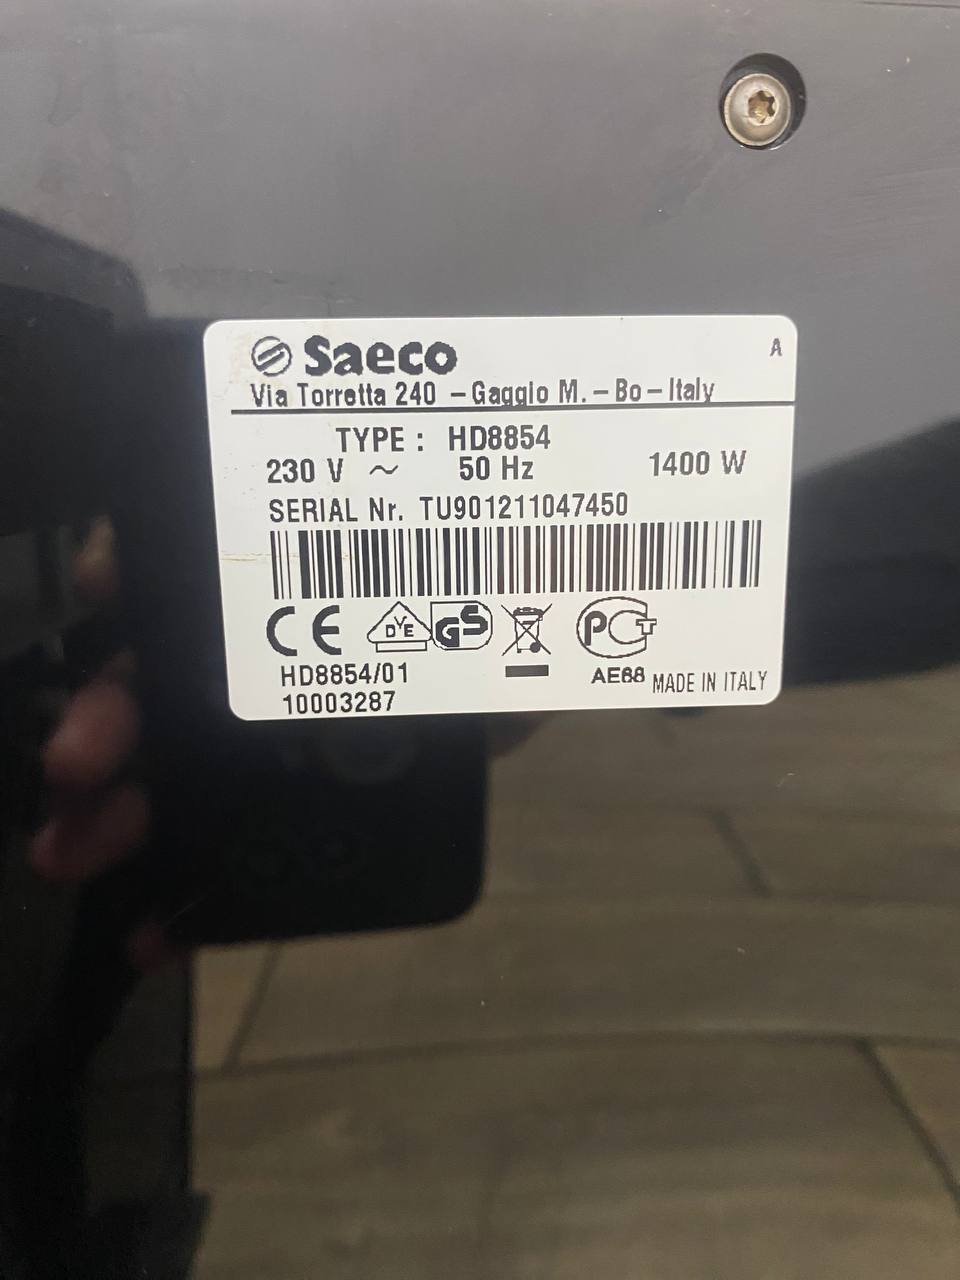 Saeco
A
Via Torretta 240 – Gaggio M. – Bo – Italy
TYPE : HD8854
230 V ~ 50 Hz 1400 W
SERIAL Nr. TU901211047450
CE DVE GS PCT
HD8854/01 AE68 MADE IN ITALY
10003287